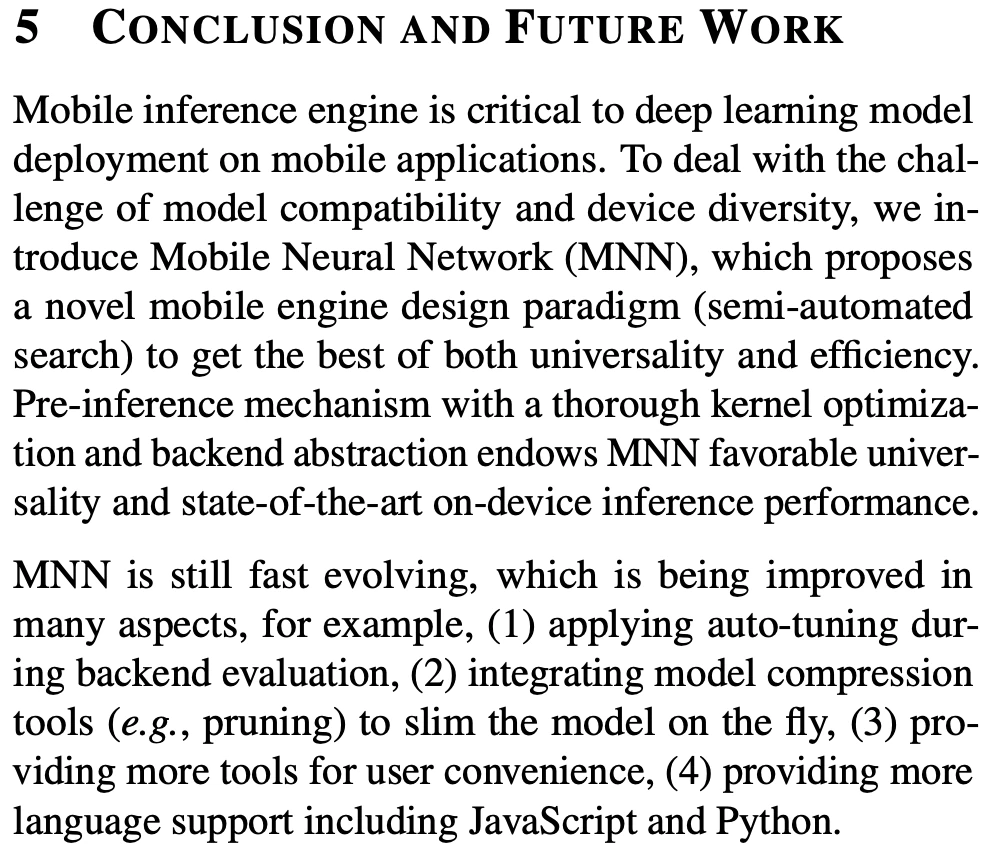 5 CONCLUSION AND FUTURE WORK
Mobile inference engine is critical to deep learning model
deployment on mobile applications. To deal with the chal-
lenge of model compatibility and device diversity, we in-
troduce Mobile Neural Network (MNN), which proposes
a novel mobile engine design paradigm (semi-automated
search) to get the best of both universality and efficiency.
Pre-inference mechanism with a thorough kernel optimiza-
tion and backend abstraction endows MNN favorable univer-
sality and state-of-the-art on-device inference performance.
MNN is still fast evolving, which is being improved in
many aspects, for example, (1) applying auto-tuning dur-
ing backend evaluation, (2) integrating model compression
tools (e.g., pruning) to slim the model on the fly, (3) pro-
viding more tools for user convenience, (4) providing more
language support including JavaScript and Python.